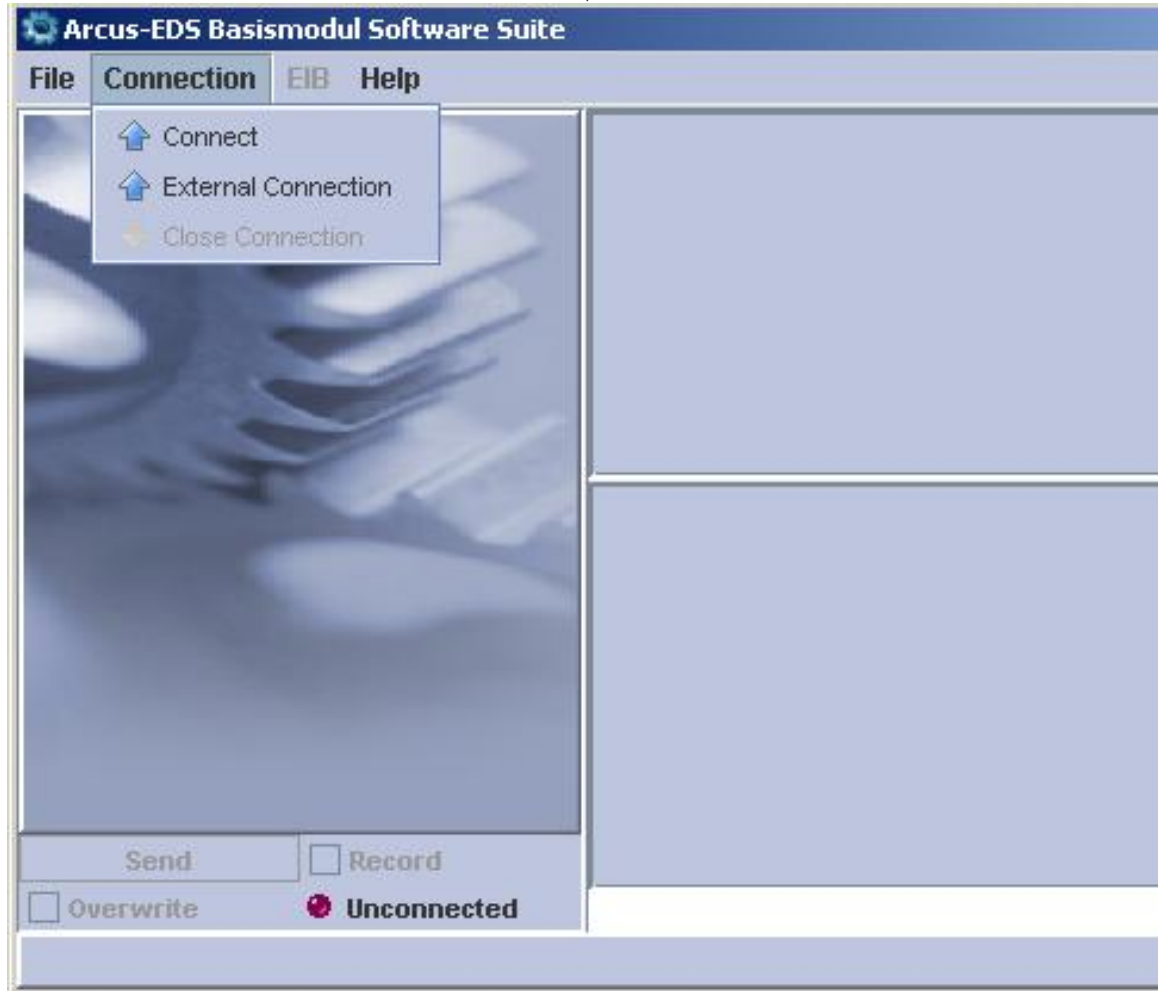 Arcus-EDS Basismodul Software Suite
File Connection EIB Help
Connect
External Connection
Close Connection
Send Record
Overwrite Unconnected